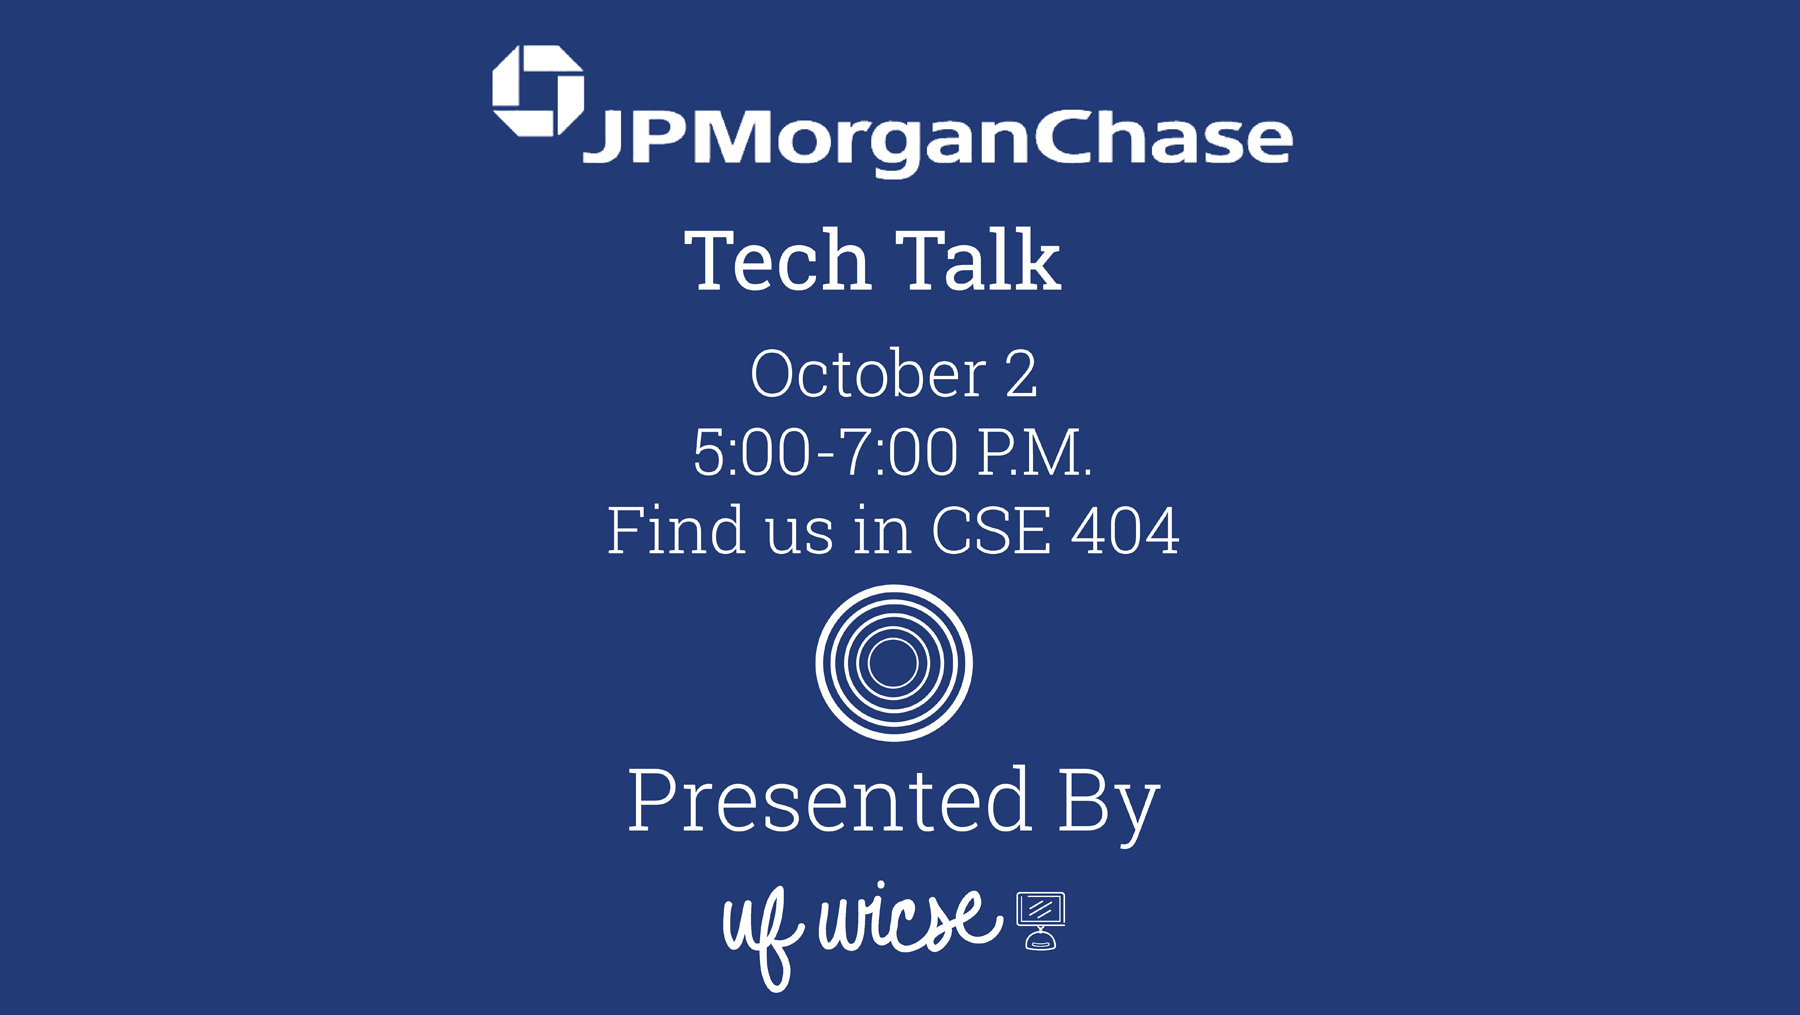 JPMorganChase
Tech Talk
October 2
5:00-7:00 P.M.
Find us in CSE 404
Presented By
uf wicse